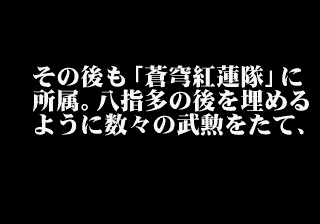 その後も「蒼穹紅蓮隊」に
所属。八指多の後を埋める
ように数々の武勲をたて、